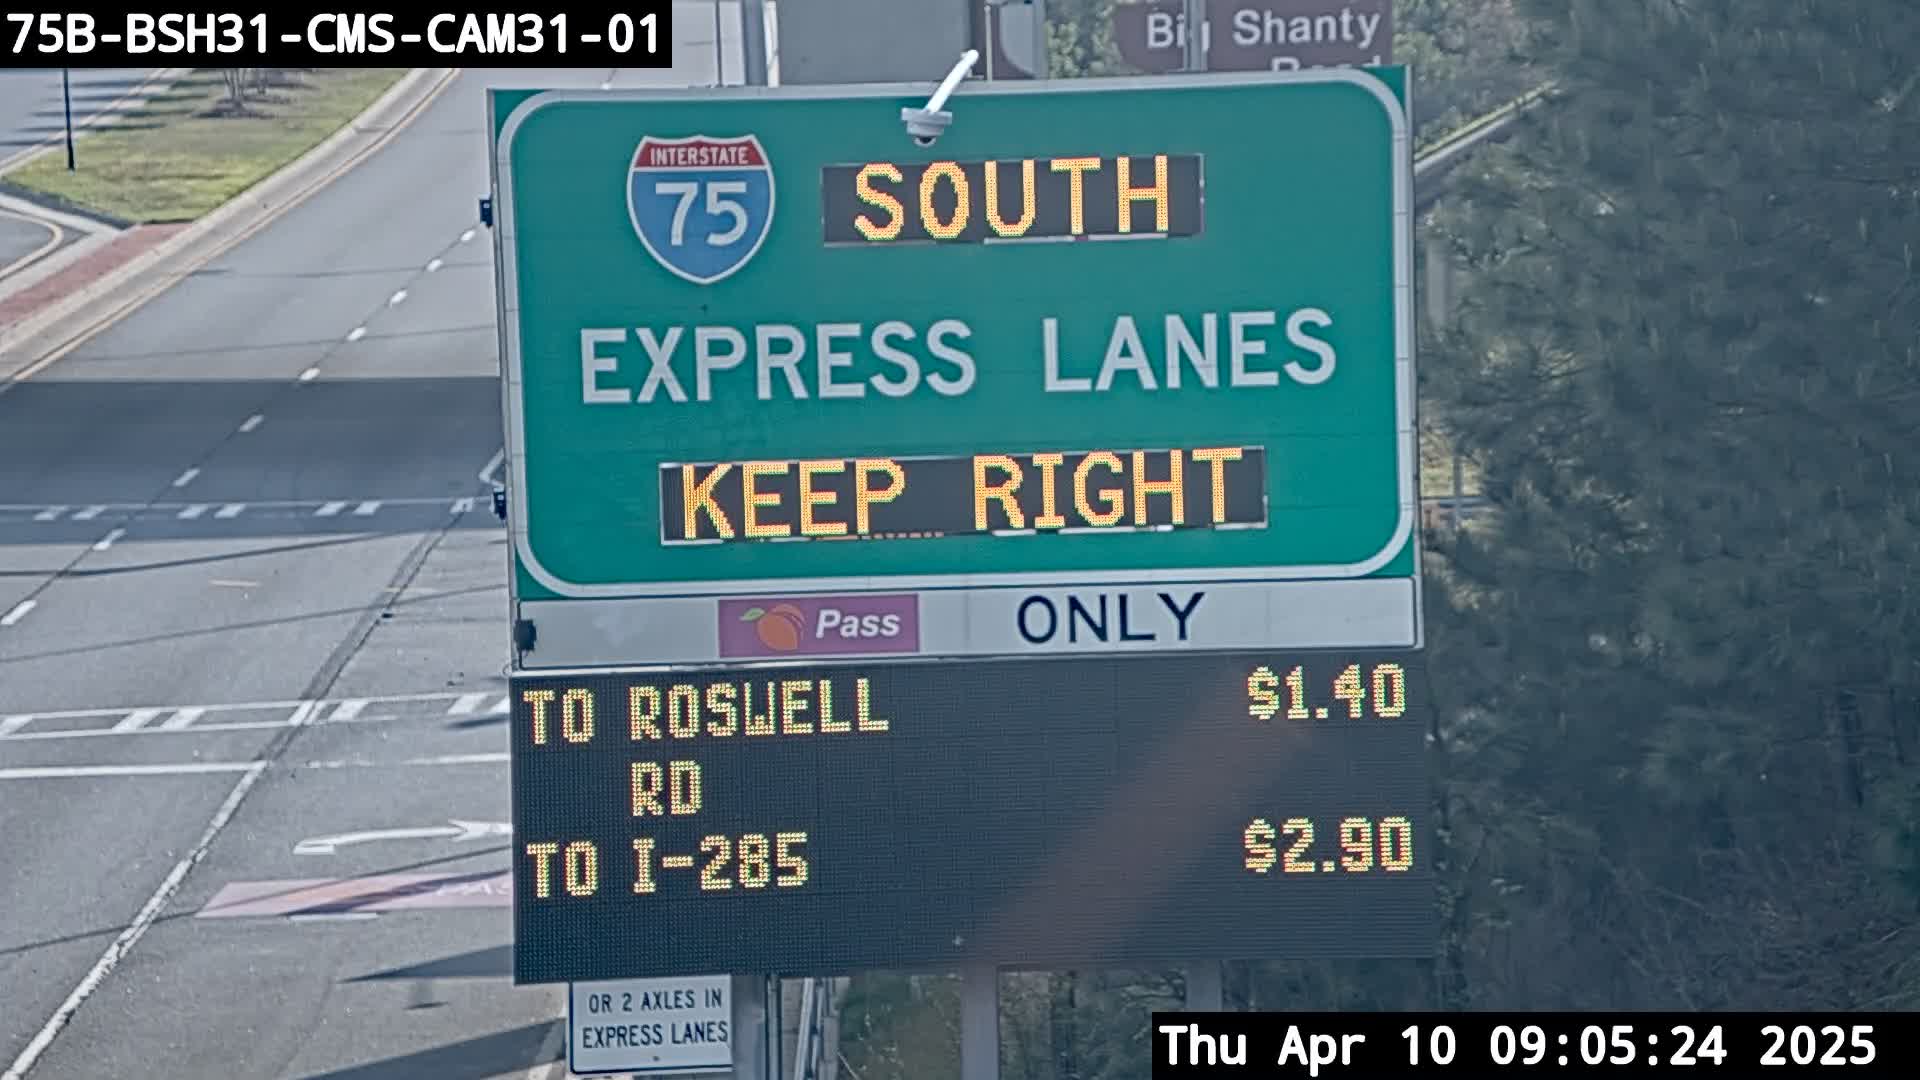 75B-BSH31-CMS-CAM31-01
Big Shanty
Road
INTERSTATE
75
SOUTH
EXPRESS LANES
KEEP RIGHT
Pass ONLY
TO ROSWELL $1.40
RD
TO I-285 $2.90
OR 2 AXLES IN
EXPRESS LANES
Thu Apr 10 09:05:24 2025